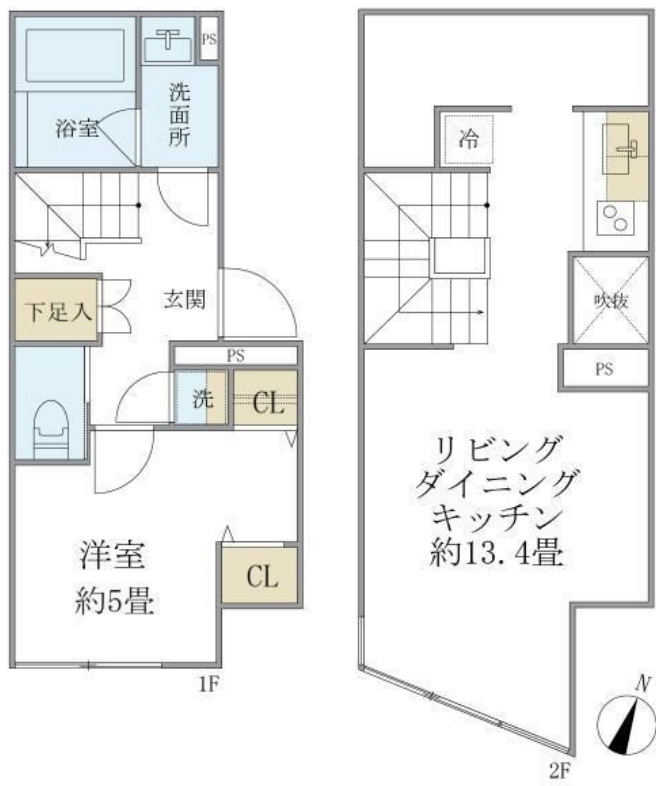 PS
浴室
洗面所
下足入
玄関
PS
洗
CL
洋室
約5畳
CL
1F
冷
吹抜
PS
リビング
ダイニング
キッチン
約13.4畳
N
2F